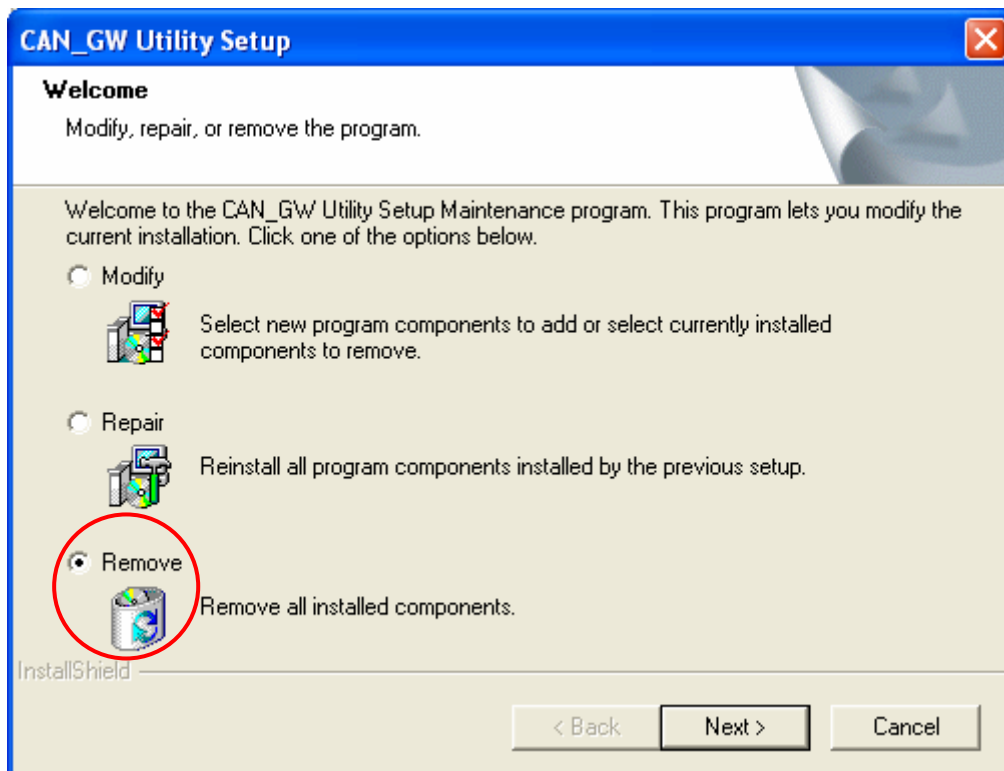 CAN_GW Utility Setup
Welcome
Modify, repair, or remove the program.
Welcome to the CAN_GW Utility Setup Maintenance program. This program lets you modify the
current installation. Click one of the options below.
Modify
Select new program components to add or select currently installed
components to remove.
Repair
Reinstall all program components installed by the previous setup.
Remove
Remove all installed components.
InstallShield
< Back
Next >
Cancel